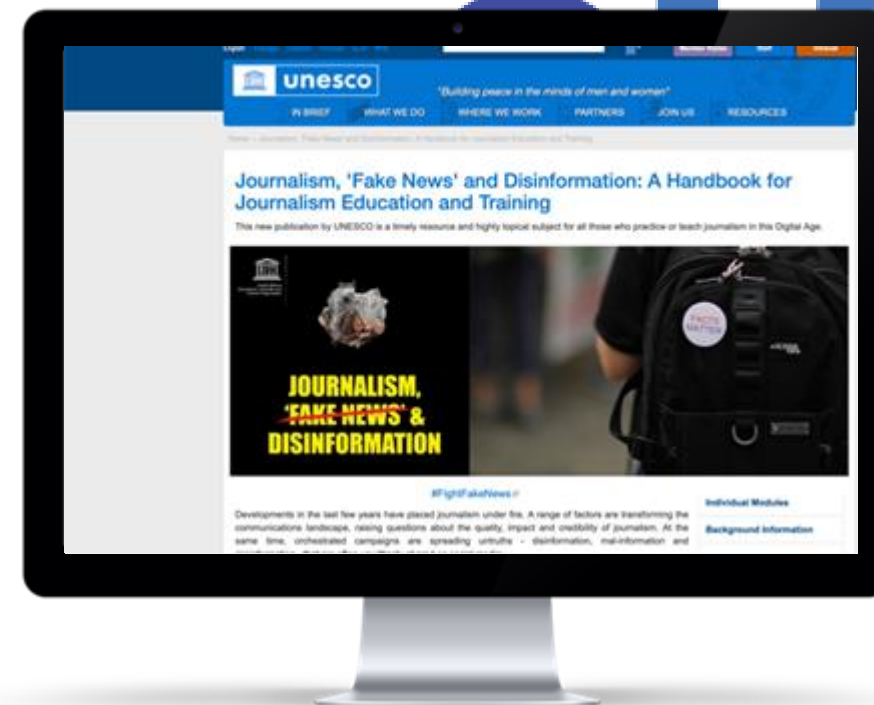 unesco
"Building peace in the minds of men and women"
IN BRIEF WHAT WE DO WHERE WE WORK PARTNERS JOIN US RESOURCES
Journalism, 'Fake News' and Disinformation: A Handbook for
Journalism Education and Training
This new publication by UNESCO is a timely resource and highly topical subject for all those who practice or teach journalism in this Digital Age.
FACTS
MATTER
JOURNALISM,
'FAKE NEWS' &
DISINFORMATION
#FightFakeNews
Individual Modules
Developments in the last few years have placed journalism under fire. A range of factors are transforming the
communications landscape, raising questions about the quality, impact and credibility of journalism. At the
Background Information
same time, orchestrated campaigns are spreading untruths - disinformation, mal-information and